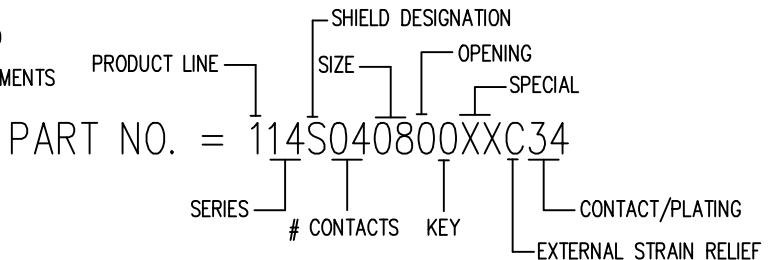 SHIELD DESIGNATION
OPENING
PRODUCT LINE
SIZE
MENTS
SPECIAL
PART NO. = 114S040800XXC34
SERIES
# CONTACTS
KEY
CONTACT/PLATING
EXTERNAL STRAIN RELIEF